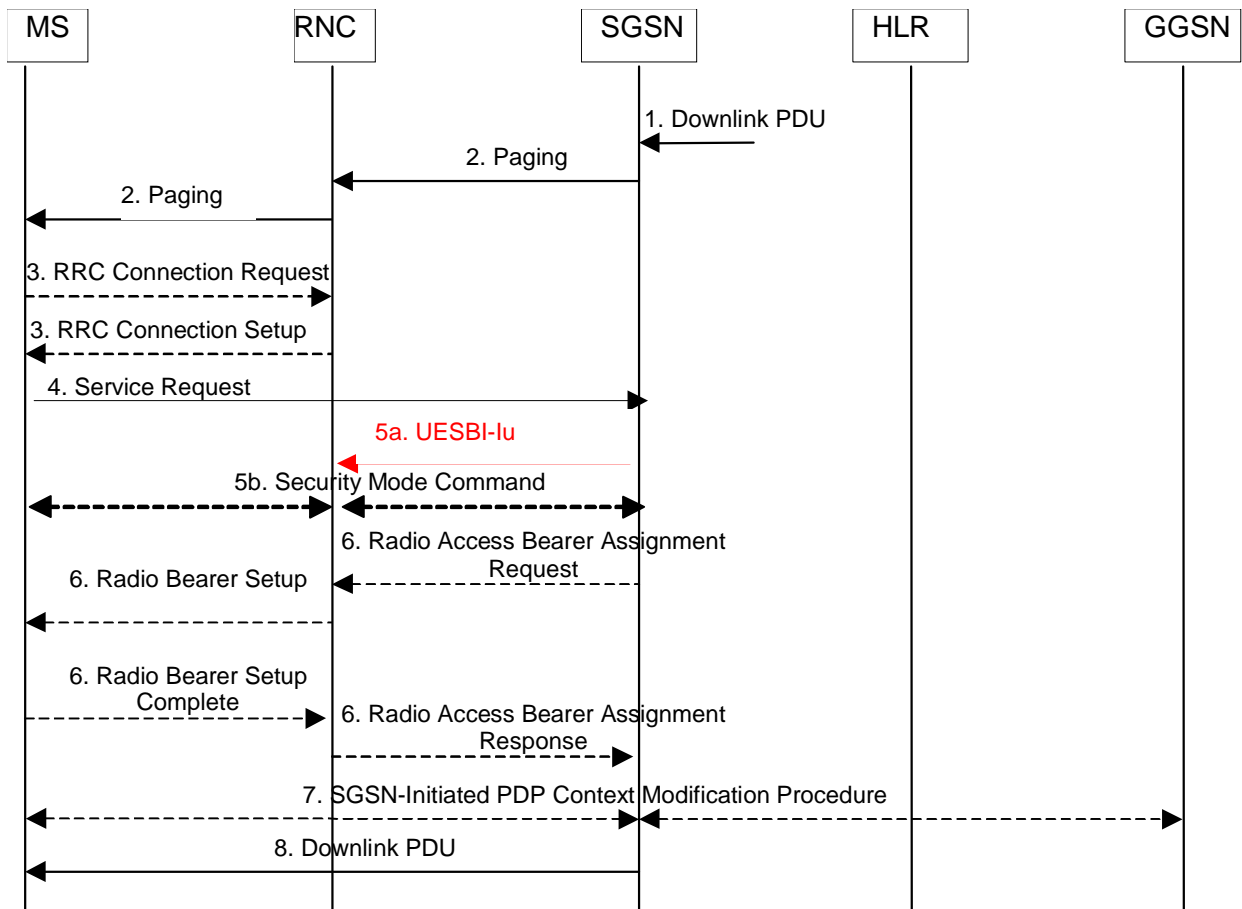 MS RNC SGSN HLR GGSN
1. Downlink PDU
2. Paging
2. Paging
3. RRC Connection Request
3. RRC Connection Setup
4. Service Request
5a. UESBI-Iu
5b. Security Mode Command
6. Radio Access Bearer Assignment
Request
6. Radio Bearer Setup
6. Radio Bearer Setup
Complete
6. Radio Access Bearer Assignment
Response
7. SGSN-Initiated PDP Context Modification Procedure
8. Downlink PDU